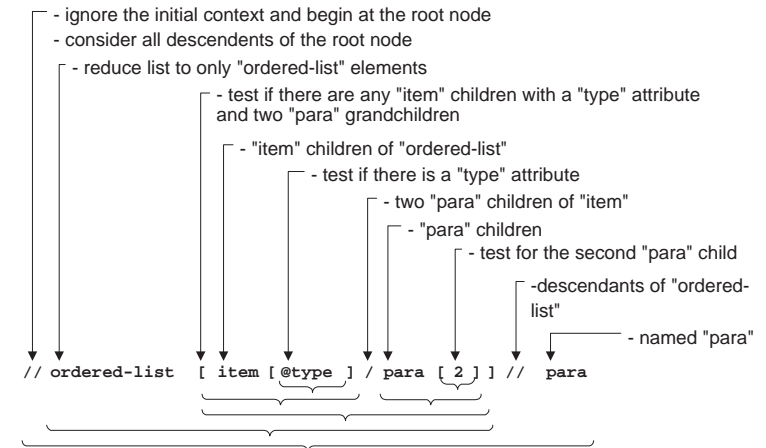 - ignore the initial context and begin at the root node
- consider all descendents of the root node
- reduce list to only "ordered-list" elements
- test if there are any "item" children with a "type" attribute
and two "para" grandchildren
- "item" children of "ordered-list"
- test if there is a "type" attribute
- two "para" children of "item"
- "para" children
- test for the second "para" child
-descendants of "ordered-
list"
- named "para"
// ordered-list [ item [ @type ] / para [ 2 ] ] // para